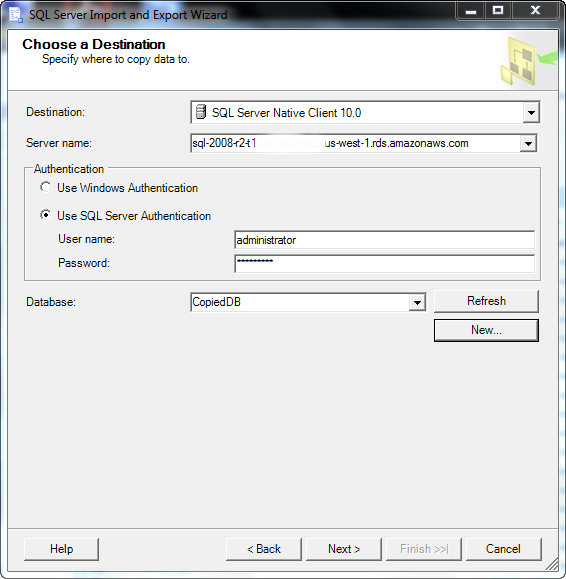 SQL Server Import and Export Wizard
Choose a Destination
Specify where to copy data to.
Destination: SQL Server Native Client 10.0
Server name: sql-2008-r2-t1 .us-west-1.rds.amazonaws.com
Authentication
Use Windows Authentication
Use SQL Server Authentication
User name: administrator
Password: *********
Database: CopiedDB Refresh
New...
Help < Back Next > Finish >>| Cancel